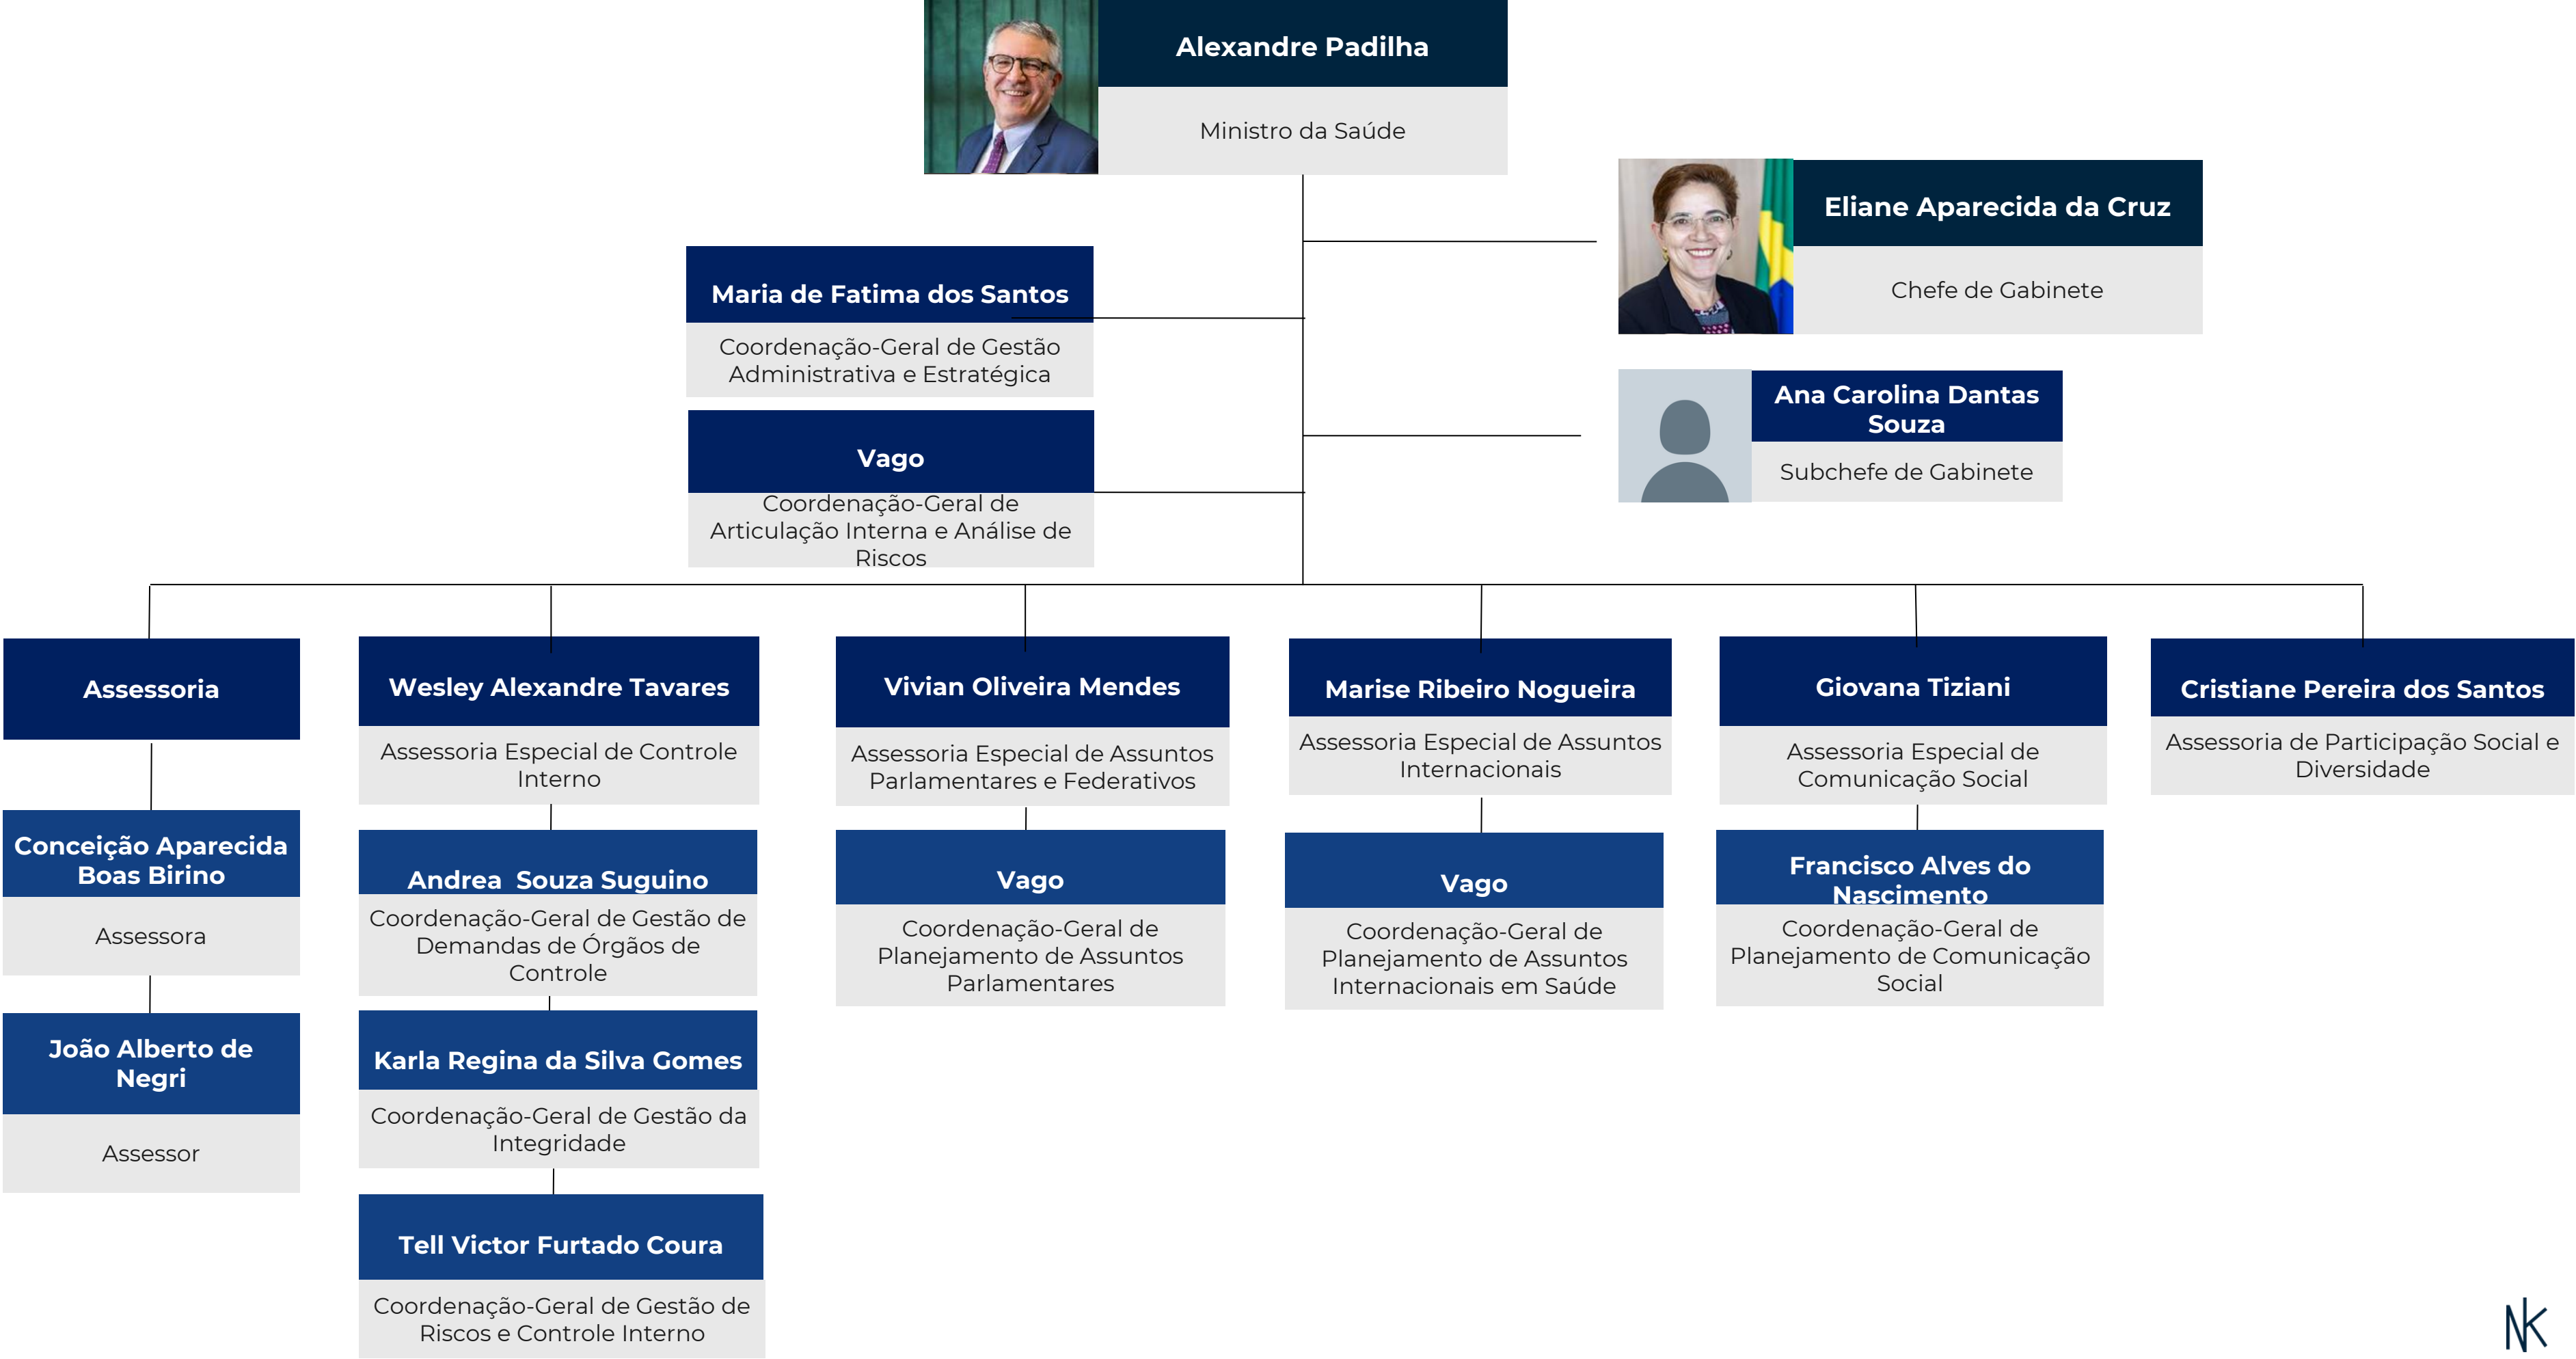 Alexandre Padilha
Ministro da Saúde
Eliane Aparecida da Cruz
Chefe de Gabinete
Maria de Fatima dos Santos
Coordenação-Geral de Gestão
Administrativa e Estratégica
Ana Carolina Dantas
Souza
Subchefe de Gabinete
Vago
Coordenação-Geral de
Articulação Interna e Análise de
Riscos
Assessoria
Conceição Aparecida
Boas Birino
Assessora
João Alberto de
Negri
Assessor
Wesley Alexandre Tavares
Assessoria Especial de Controle
Interno
Andrea  Souza Suguino
Coordenação-Geral de Gestão de
Demandas de Órgãos de
Controle
Karla Regina da Silva Gomes
Coordenação-Geral de Gestão da
Integridade
Tell Victor Furtado Coura
Coordenação-Geral de Gestão de
Riscos e Controle Interno
Vivian Oliveira Mendes
Assessoria Especial de Assuntos
Parlamentares e Federativos
Vago
Coordenação-Geral de
Planejamento de Assuntos
Parlamentares
Marise Ribeiro Nogueira
Assessoria Especial de Assuntos
Internacionais
Vago
Coordenação-Geral de
Planejamento de Assuntos
Internacionais em Saúde
Giovana Tiziani
Assessoria Especial de
Comunicação Social
Francisco Alves do
Nascimento
Coordenação-Geral de
Planejamento de Comunicação
Social
Cristiane Pereira dos Santos
Assessoria de Participação Social e
Diversidade
NK